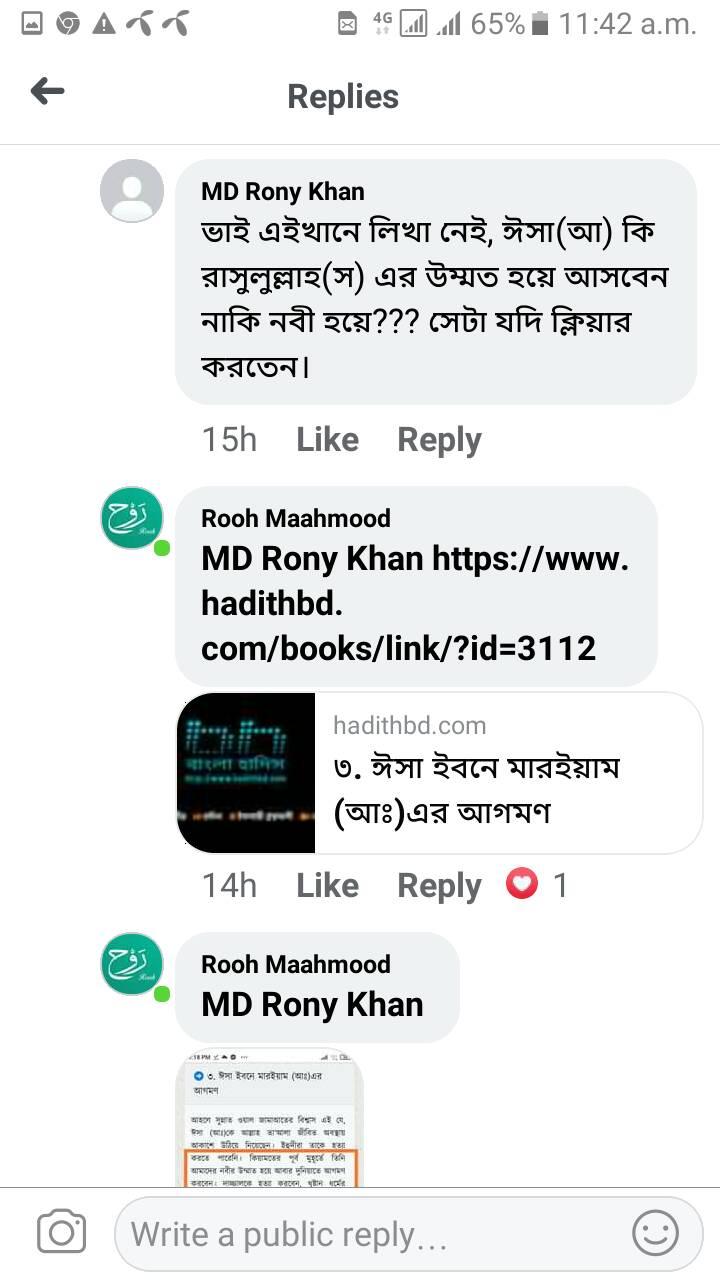 4G 65% 11:42 a.m.
Replies
MD Rony Khan
ভাই এইখানে লিখা নেই, ঈসা(আ) কি
রাসুলুল্লাহ(স) এর উম্মত হয়ে আসবেন
নাকি নবী হয়ে??? সেটা যদি ক্লিয়ার
করতেন।
15h Like Reply
Rooh Maahmood
MD Rony Khan https://www.
hadithbd.
com/books/link/?id=3112
hadithbd.com
৩. ঈসা ইবনে মারইয়াম
(আঃ)এর আগমণ
বাংলা হাদিস
14h Like Reply 1
Rooh Maahmood
MD Rony Khan
৩. ঈসা ইবনে মারইয়াম (আঃ)এর
আগমণ
আহলে সুন্নাত ওয়াল জামাআতের বিশ্বাস এই যে,
ঈসা (আঃ)কে আল্লাহ তা'আলা জীবিত অবস্থায়
আকাশে উঠিয়ে নিয়েছেন। ইহুদীরা তাকে হত্যা
করতে পারেনি। কিয়ামতের পূর্ব মুহূর্তে তিনি
আমাদের নবীর উম্মাত হয়ে আবার দুনিয়াতে আগমণ
করবেন। দাজ্জালকে হত্যা করবেন, খৃষ্টান ধর্মের
Write a public reply...